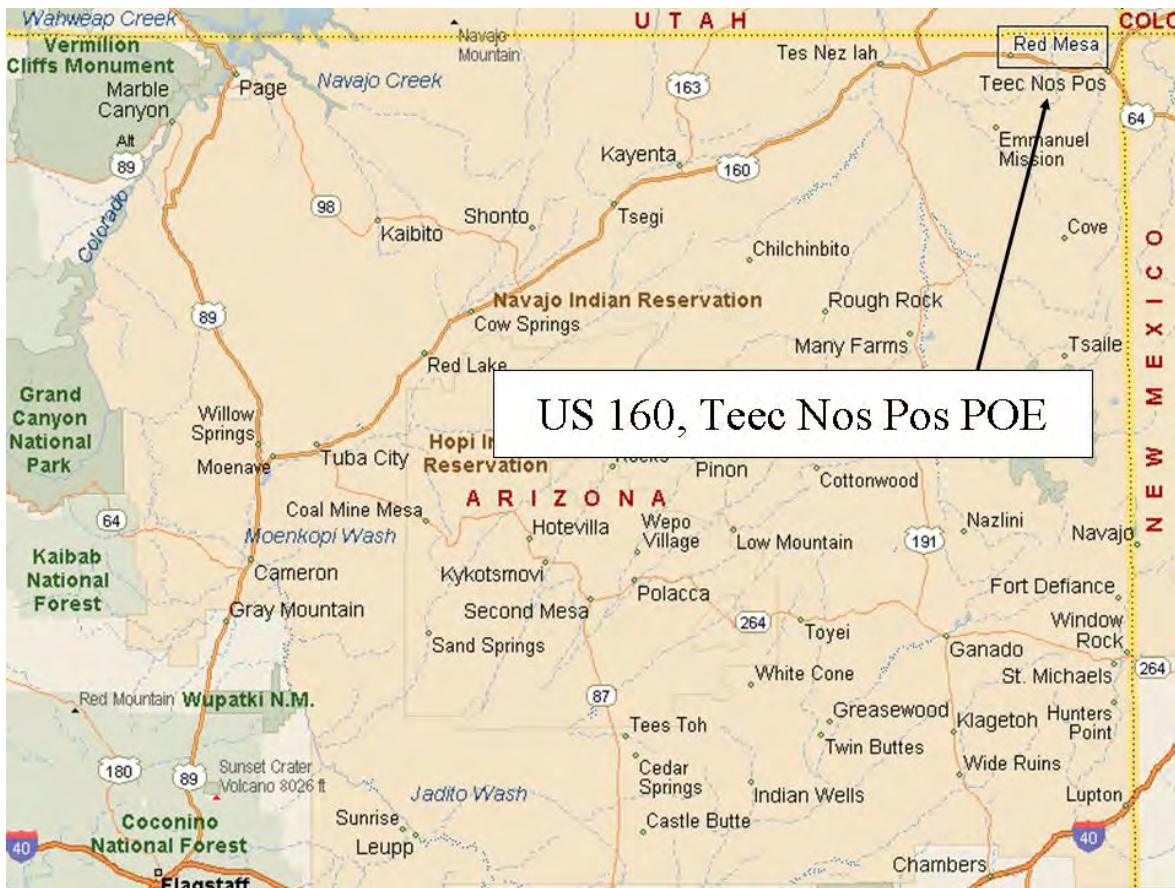 Wahweap Creek
UTAH
COLO
Vermilion
Cliffs Monument
Navajo
Mountain
Red Mesa
Tes Nez Iah
Marble
Canyon
Page
Navajo Creek
163
Teec Nos Pos
64
Alt
89
Emmanuel
Mission
Kayenta
160
Colorado
98
Shonto
Tsegi
Kaibito
Cove
Chilchinbito
Navajo Indian Reservation
Rough Rock
89
Cow Springs
Many Farms
Tsaile
Red Lake
NEW MEXICO
Grand
Canyon
National
Park
US 160, Teec Nos Pos POE
Willow
Springs
Hopi In
Reservation
Moenave
Tuba City
Rocks
Pinon
Cottonwood
ARIZONA
Coal Mine Mesa
64
Hotevilla
Wepo
Village
Nazlini
Navajo
Moenkopi Wash
Low Mountain
191
Kaibab
National
Forest
Cameron
Kykotsmovi
Fort Defiance
Second Mesa
Polacca
Gray Mountain
Window
Rock
264
Toyei
Sand Springs
Ganado
St. Michaels
264
White Cone
Red Mountain
Wupatki N.M.
87
Greasewood
Klagetoh
Hunters
Point
Tees Toh
Twin Buttes
180
89
Sunset Crater
Volcano 8026 ft
Cedar
Springs
Wide Ruins
Jadito Wash
Indian Wells
Lupton
Sunrise
Leupp
Castle Butte
Coconino
National Forest
40
40
Chambers
Flagstaff